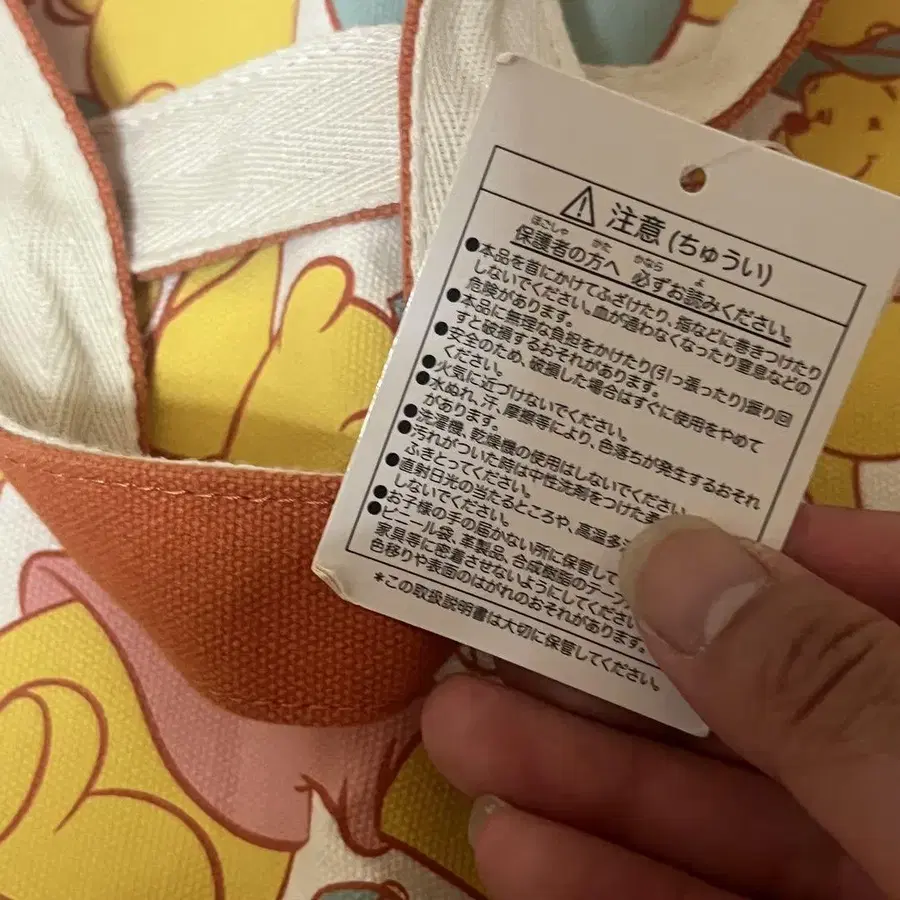 注意(ちゅうい)
ほごしゃ かた かなら よ
保護者の方へ 必ずお読みください。
●本品を首にかけてふざけたり、指などに巻きつけたり
しないでください。血が通わなくなったり窒息などの
危険があります。
●本品に無理な負担をかけたり(引っ張ったり)振り回
すと破損するおそれがあります。
●安全のため、破損した場合はすぐに使用をやめて
ください。
●火気に近づけないでください。
●水ぬれ、汗、摩擦等により、色落ちが発生するおそれ
があります。
●洗濯機、乾燥機の使用はしないでください。
●汚れがついた時は中性洗剤をつけた
ふきとってください。
●直射日光の当たるところや、高温多
しないでください。
●お子様の手の届かない所に保管して
●ビニール袋、革製品、合成樹脂のテーブ
家具等に密着させないようにしてくださ
色移りや表面のはがれのおそれがあります。
*この取扱説明書は大切に保管してください。